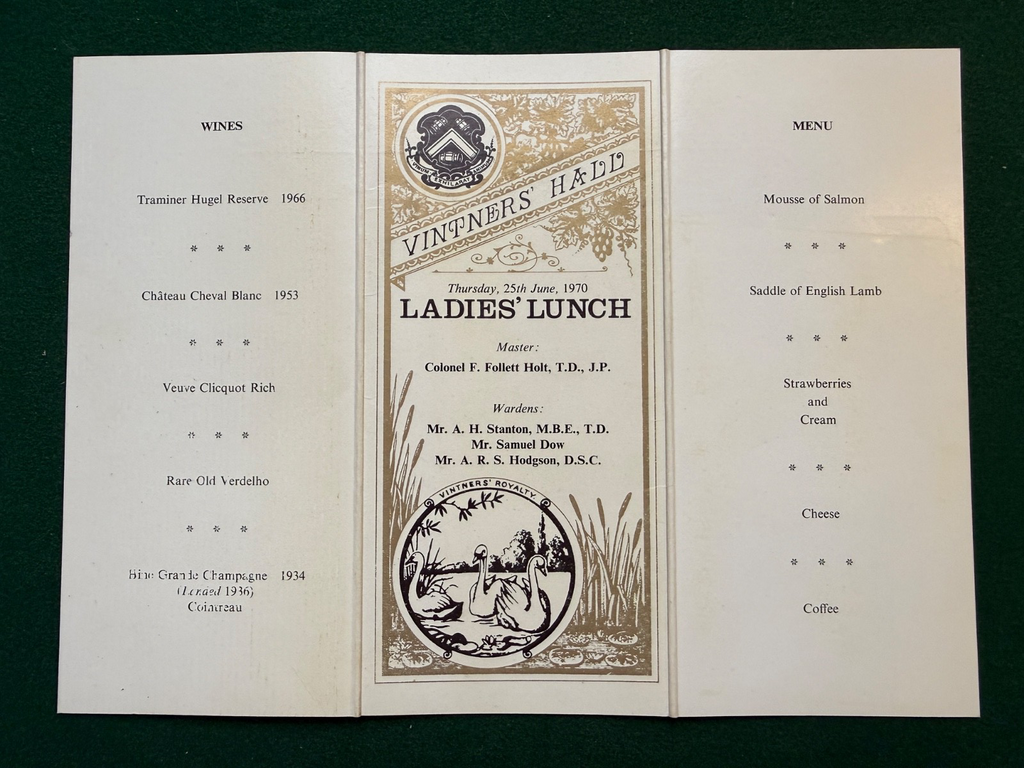 WINES
Traminer Hugel Reserve 1966
* * *
Château Cheval Blanc 1953
* * *
Veuve Clicquot Rich
* * *
Rare Old Verdelho
* * *
Hine Grande Champagne 1934
(Landed 1936)
Cointreau
VINTNERS' HALL
Thursday, 25th June, 1970
LADIES' LUNCH
Master:
Colonel F. Follett Holt, T.D., J.P.
Wardens:
Mr. A. H. Stanton, M.B.E., T.D.
Mr. Samuel Dow
Mr. A. R. S. Hodgson, D.S.C.
VINTNERS' ROYALTY
MENU
Mousse of Salmon
* * *
Saddle of English Lamb
* * *
Strawberries
and
Cream
* * *
Cheese
* * *
Coffee